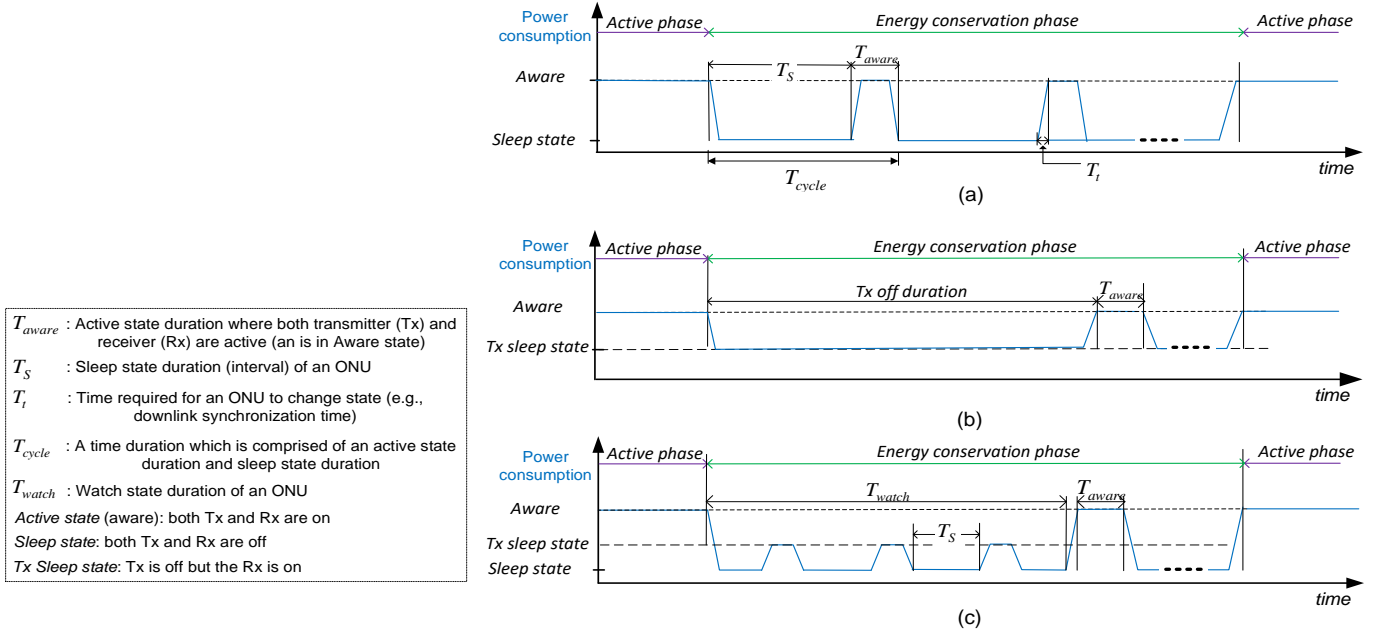 Power
consumption
Active phase
Energy conservation phase
Active phase
T_S
T_aware
Aware
Sleep state
T_cycle
T_t
time
(a)
Power
consumption
Active phase
Energy conservation phase
Active phase
Tx off duration
T_aware
Aware
Tx sleep state
time
(b)
Power
consumption
Active phase
Energy conservation phase
Active phase
T_watch
T_aware
Aware
T_S
Tx sleep state
Sleep state
time
(c)
T_aware : Active state duration where both transmitter (Tx) and
receiver (Rx) are active (an is in Aware state)
T_S : Sleep state duration (interval) of an ONU
T_t : Time required for an ONU to change state (e.g.,
downlink synchronization time)
T_cycle : A time duration which is comprised of an active state
duration and sleep state duration
T_watch : Watch state duration of an ONU
Active state (aware): both Tx and Rx are on
Sleep state: both Tx and Rx are off
Tx Sleep state: Tx is off but the Rx is on